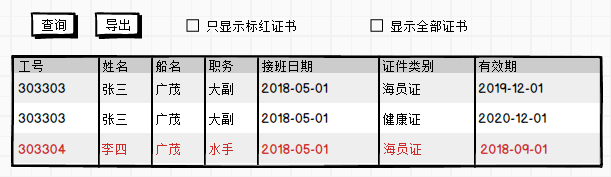 查询 导出 只显示标红证书 显示全部证书
工号 姓名 船名 职务 接班日期 证件类别 有效期
303303 张三 广茂 大副 2018-05-01 海员证 2019-12-01
303303 张三 广茂 大副 2018-05-01 健康证 2020-12-01
303304 李四 广茂 水手 2018-05-01 海员证 2018-09-01